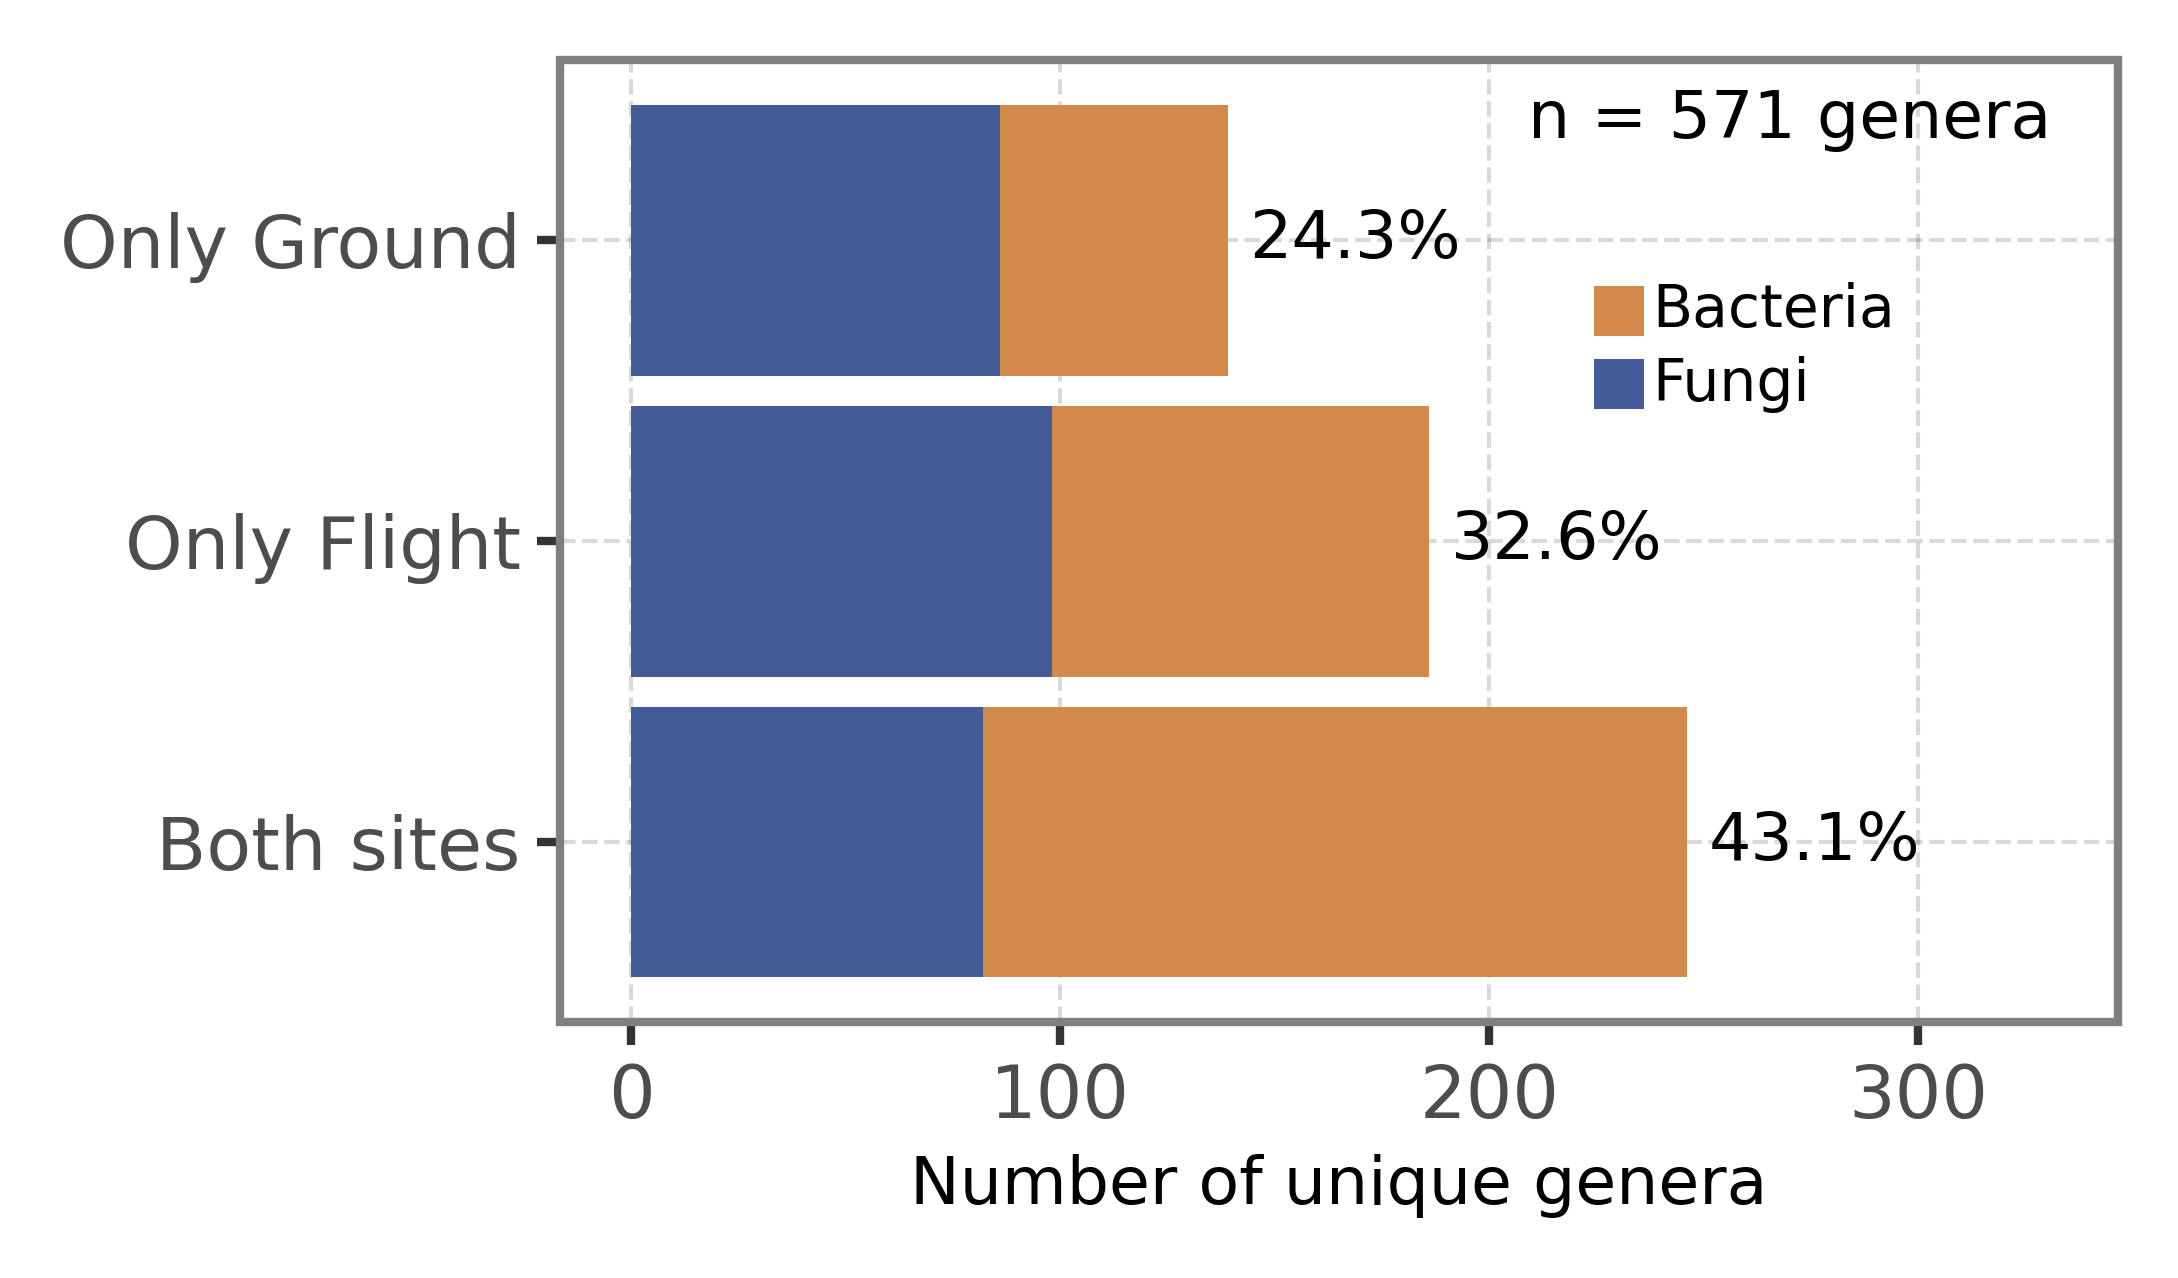 n = 571 genera
Only Ground
24.3%
Bacteria
Fungi
Only Flight
32.6%
Both sites
43.1%
0 100 200 300
Number of unique genera